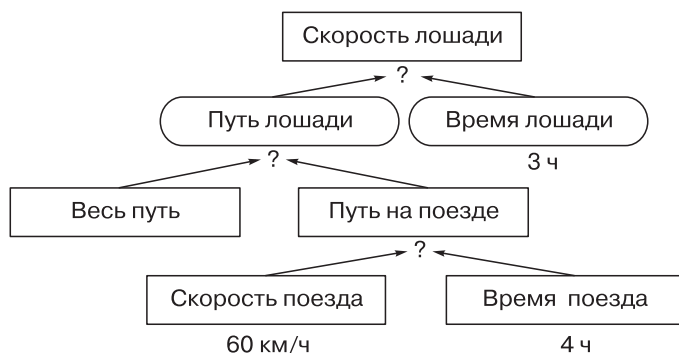 Скорость лошади
?
Путь лошади
Время лошади
?
3 ч
Весь путь
Путь на поезде
?
Скорость поезда
Время поезда
60 км/ч
4 ч